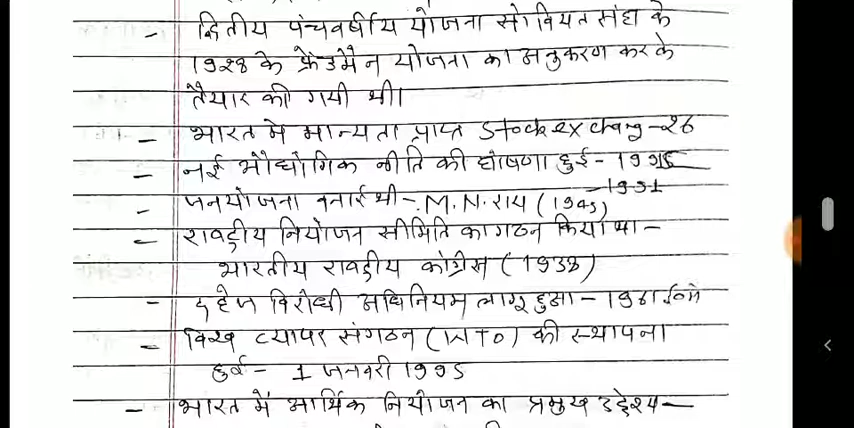 - द्वितीय पंचवर्षीय योजना सोवियत संघ के
1928 के फ्रेडमैन योजना का अनुकरण करके
तैयार की गयी थी।
- भारत मे मान्यता प्राप्त Stock exchang - 26
- नई औद्योगिक नीति की घोषणा हुई -
- 1991
- जनयोजना बनाई थी - M.N. राय (1945)
- राष्ट्रीय नियोजन समिति का गठन किया था -
भारतीय राष्ट्रीय कांग्रेस (1938)
- दहेज विरोधी अधिनियम लागू हुआ - 1961
- विश्व व्यापर संगठन (WTO) की स्थापना
हुई - 1 जनवरी 1995
- भारत में आर्थिक नियोजन का प्रमुख उद्देश्य -